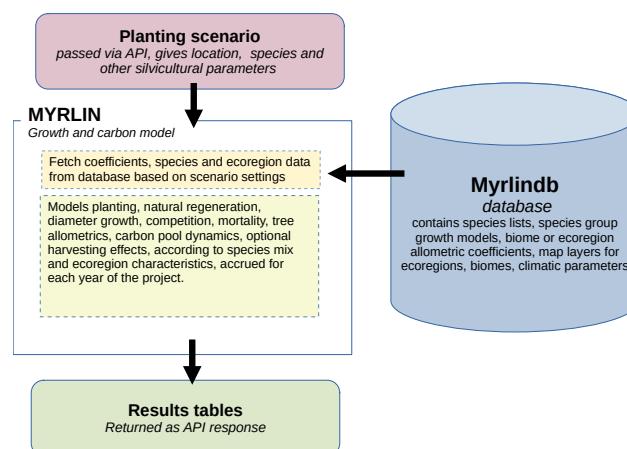 Planting scenario
passed via API, gives location, species and
other silvicultural parameters
MYRLIN
Growth and carbon model
Fetch coefficients, species and ecoregion data
from database based on scenario settings
Models planting, natural regeneration,
diameter growth, competition, mortality, tree
allometrics, carbon pool dynamics, optional
harvesting effects, according to species mix
and ecoregion characteristics, accrued for
each year of the project.
Myrlindb
database
contains species lists, species group
growth models, biome or ecoregion
allometric coefficients, map layers for
ecoregions, biomes, climatic parameters
Results tables
Returned as API response